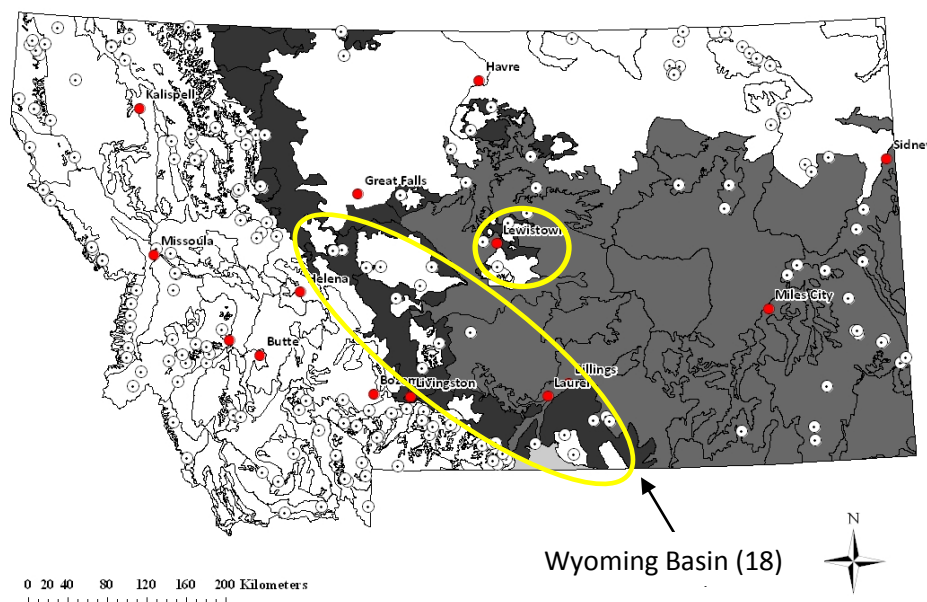 Havre
Kalispell
Sidney
Great Falls
Lewistown
Missoula
Helena
Miles City
Butte
Billings
Laurel
Livingston
N
Wyoming Basin (18)
0 20 40 80 120 160 200 Kilometers